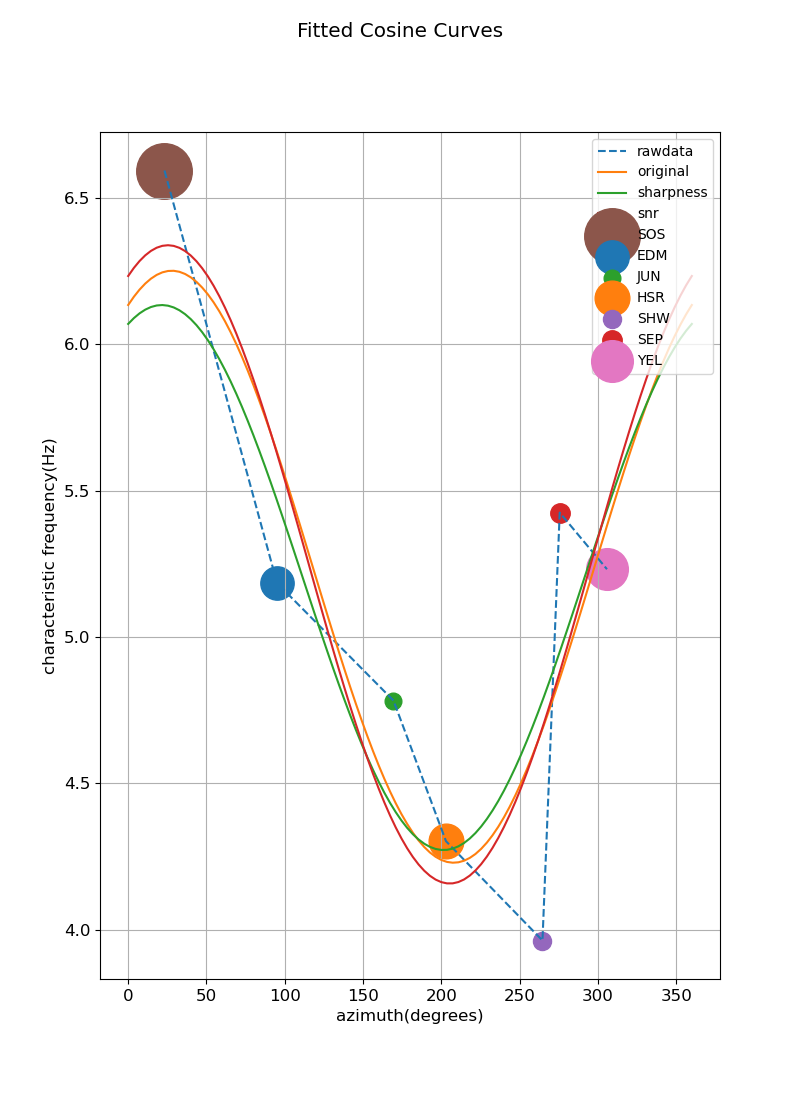 Fitted Cosine Curves
rawdata
original
sharpness
snr
SOS
EDM
JUN
HSR
SHW
SEP
YEL
6.5
6.0
5.5
5.0
4.5
4.0
characteristic frequency(Hz)
0 50 100 150 200 250 300 350
azimuth(degrees)